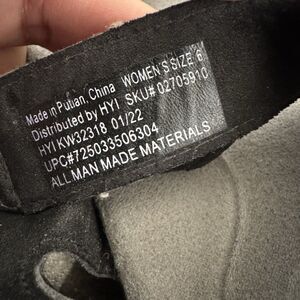 Made in Putian, China WOMEN'S SIZE: 6
Distributed by HYI SKU# 02705910
HYI KW32318 01/22
UPC#725033506304
ALL MAN MADE MATERIALS